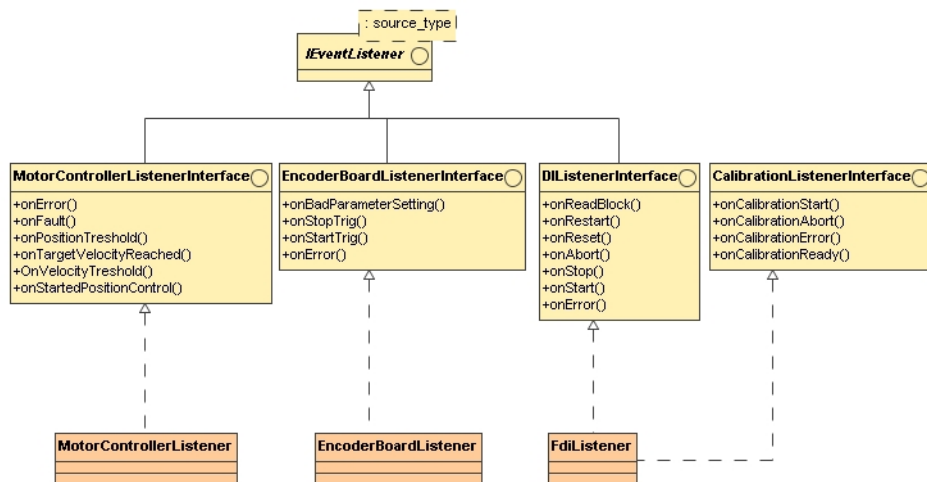 : source_type
IEventListener
MotorControllerListenerInterface
+onError()
+onFault()
+onPositionTreshold()
+onTargetVelocityReached()
+OnVelocityTreshold()
+onStartedPositionControl()
EncoderBoardListenerInterface
+onBadParameterSetting()
+onStopTrig()
+onStartTrig()
+onError()
DIListenerInterface
+onReadBlock()
+onRestart()
+onReset()
+onAbort()
+onStop()
+onStart()
+onError()
CalibrationListenerInterface
+onCalibrationStart()
+onCalibrationAbort()
+onCalibrationError()
+onCalibrationReady()
MotorControllerListener
EncoderBoardListener
FdiListener